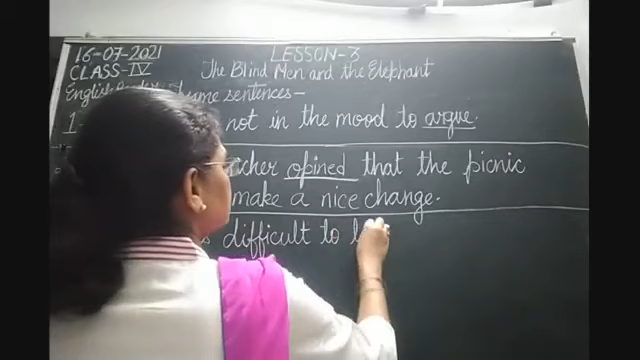 16-07-2021
LESSON-3
CLASS-IV
The Blind Men and the Elephant
English frame sentences-
1. not in the mood to argue.
opined that the picnic
make a nice change.
difficult to